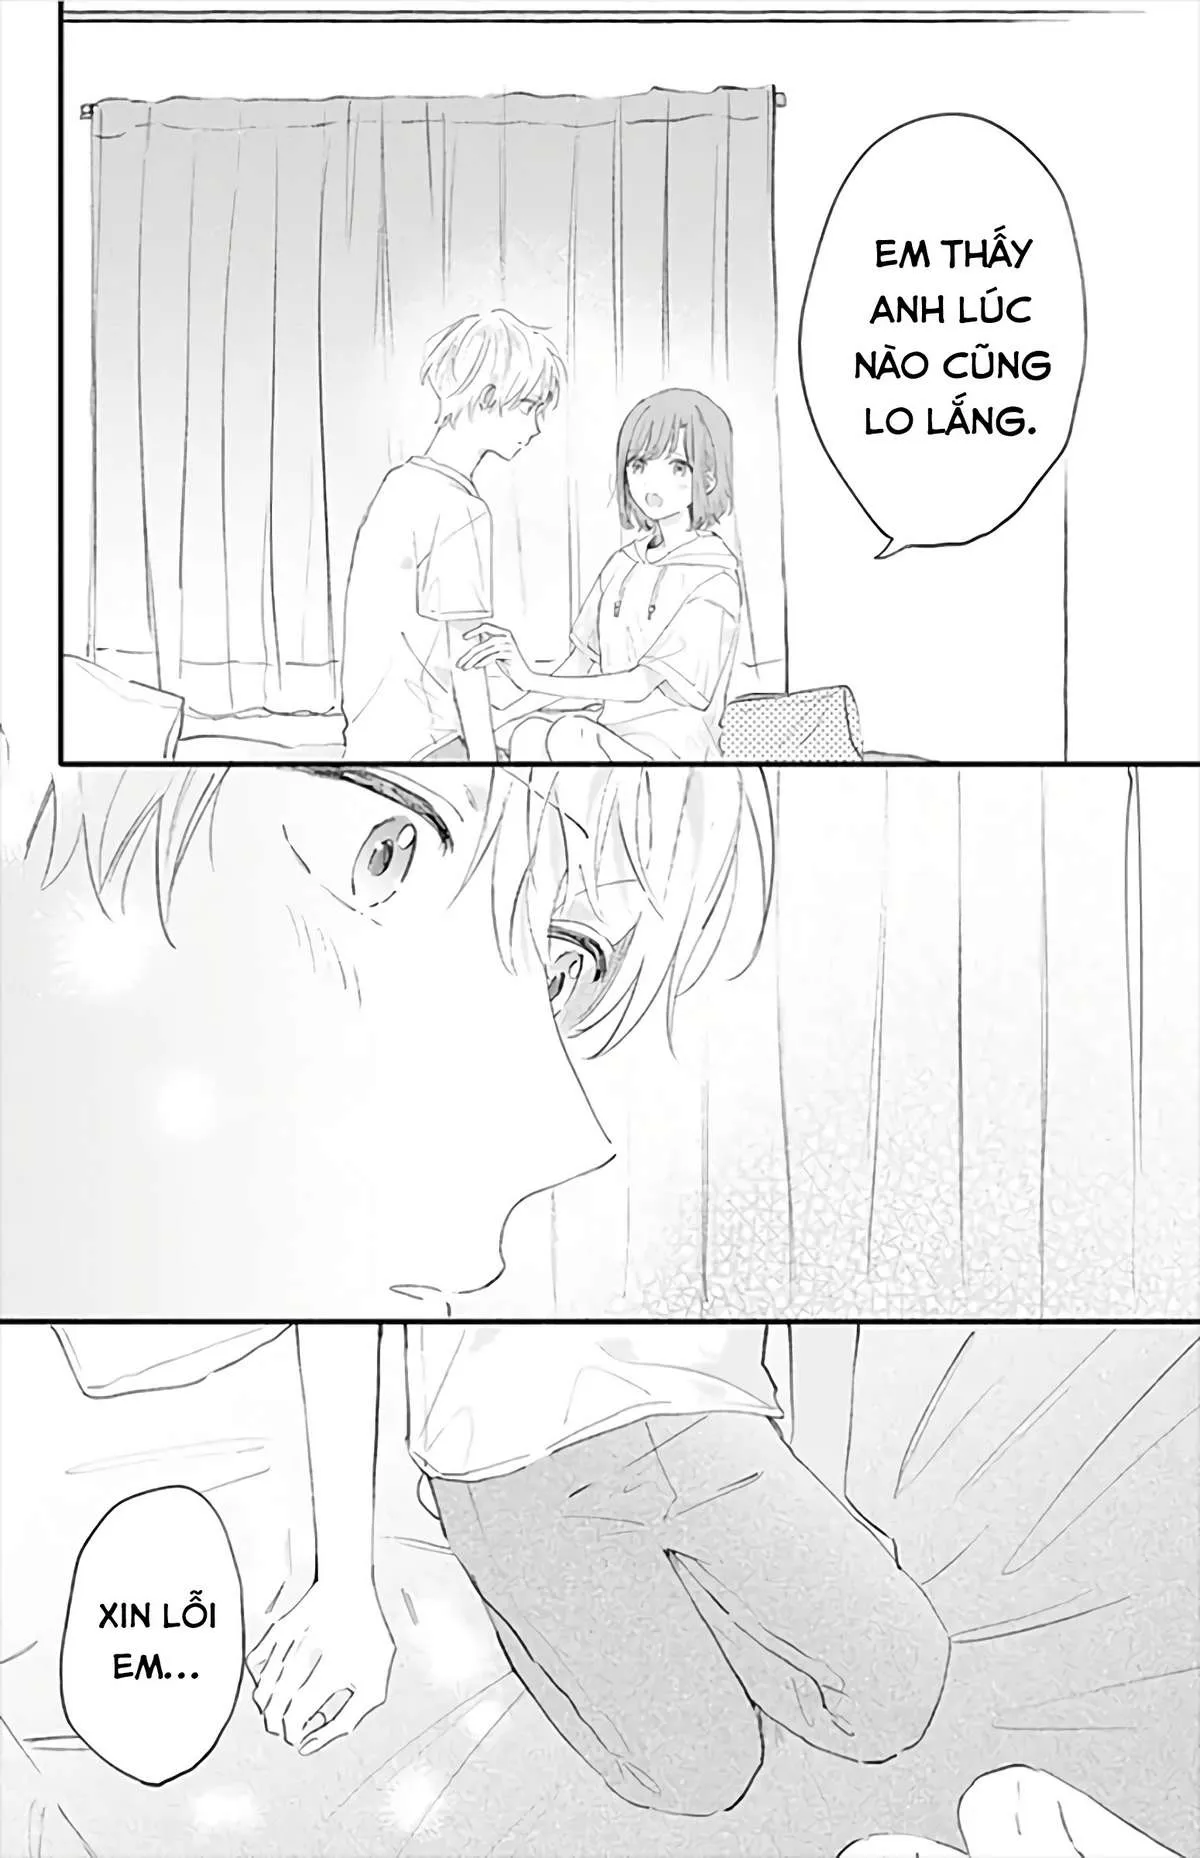 EM THẤY
ANH LÚC
NÀO CŨNG
LO LẮNG.
XIN LỖI
EM...